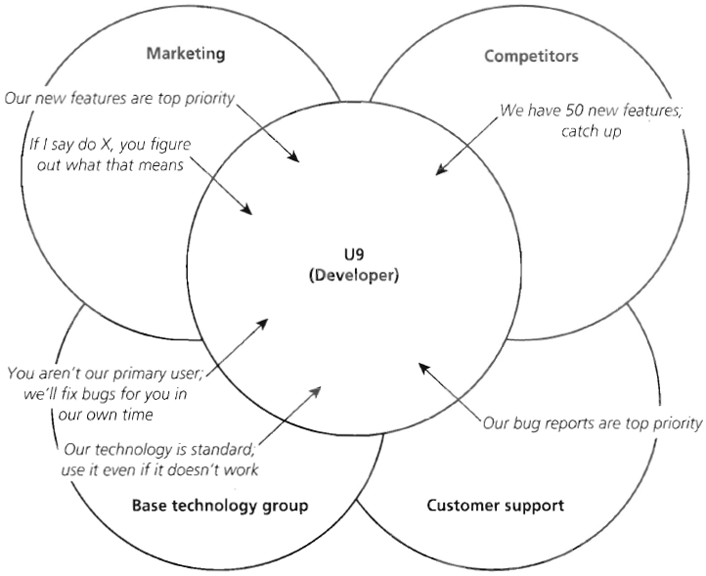 Marketing
Competitors
Our new features are top priority
We have 50 new features;
catch up
If I say do X, you figure
out what that means
U9
(Developer)
You aren't our primary user;
we'll fix bugs for you in
our own time
Our bug reports are top priority
Our technology is standard;
use it even if it doesn't work
Base technology group
Customer support